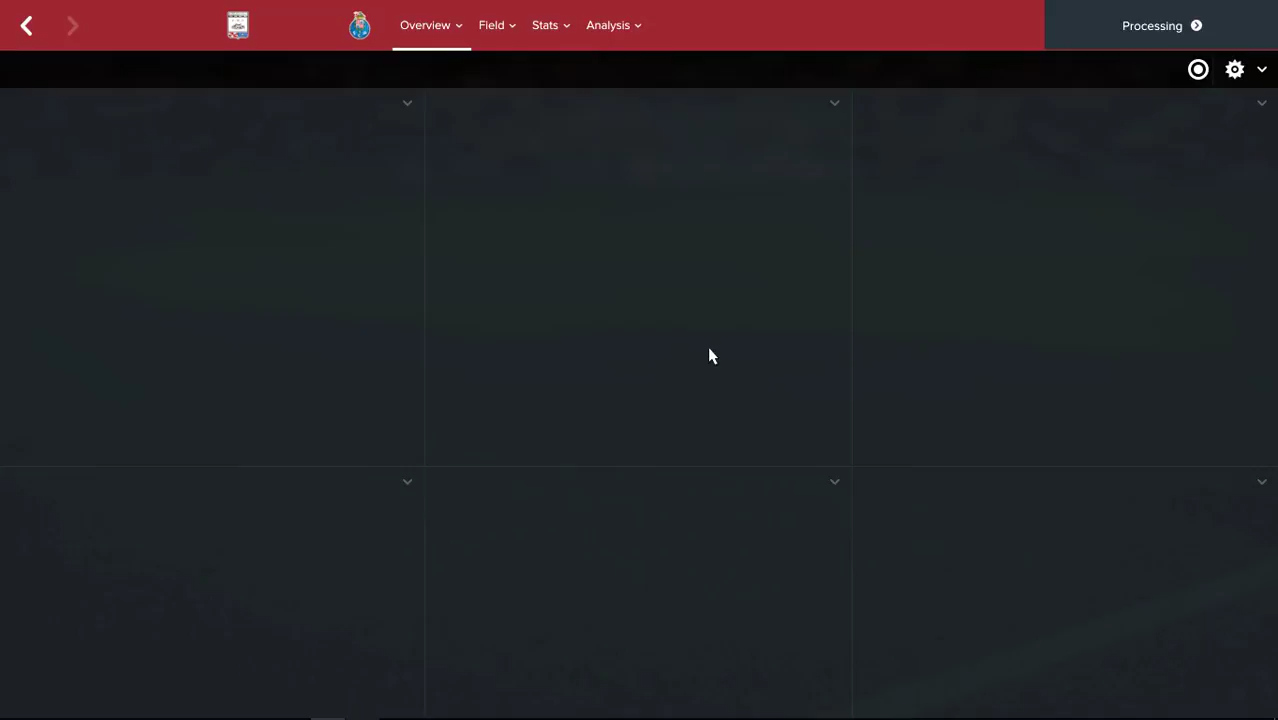 Overview
Field
Stats
Analysis
Processing